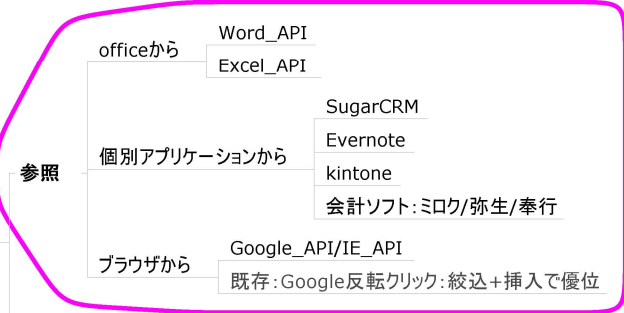 参照
officeから
Word_API
Excel_API
個別アプリケーションから
SugarCRM
Evernote
kintone
会計ソフト:ミロク/弥生/奉行
ブラウザから
Google_API/IE_API
既存:Google反転クリック:絞込+挿入で優位